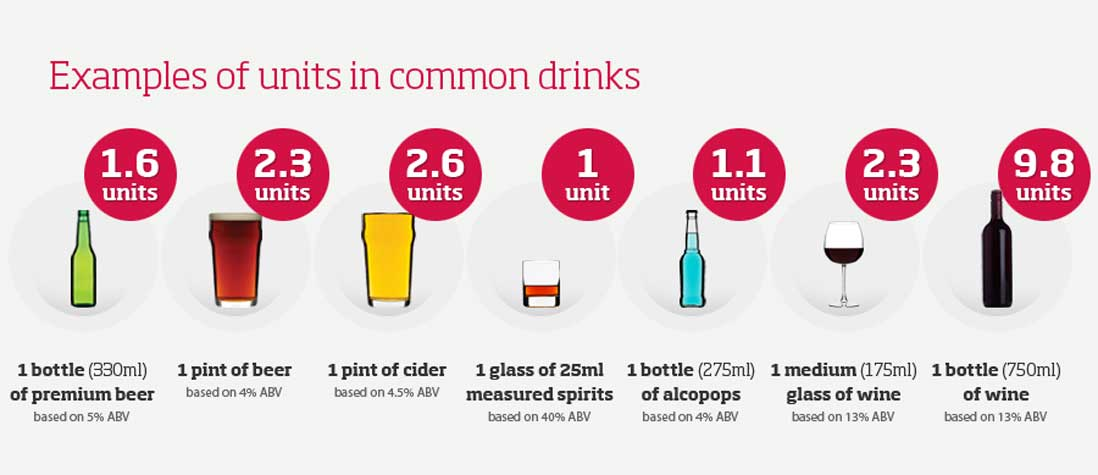 Examples of units in common drinks
1.6
units
2.3
units
2.6
units
1
unit
1.1
units
2.3
units
9.8
units
1 bottle (330ml)
of premium beer
based on 5% ABV
1 pint of beer
based on 4% ABV
1 pint of cider
based on 4.5% ABV
1 glass of 25ml
measured spirits
based on 40% ABV
1 bottle (275ml)
of alcopops
based on 4% ABV
1 medium (175ml)
glass of wine
based on 13% ABV
1 bottle (750ml)
of wine
based on 13% ABV